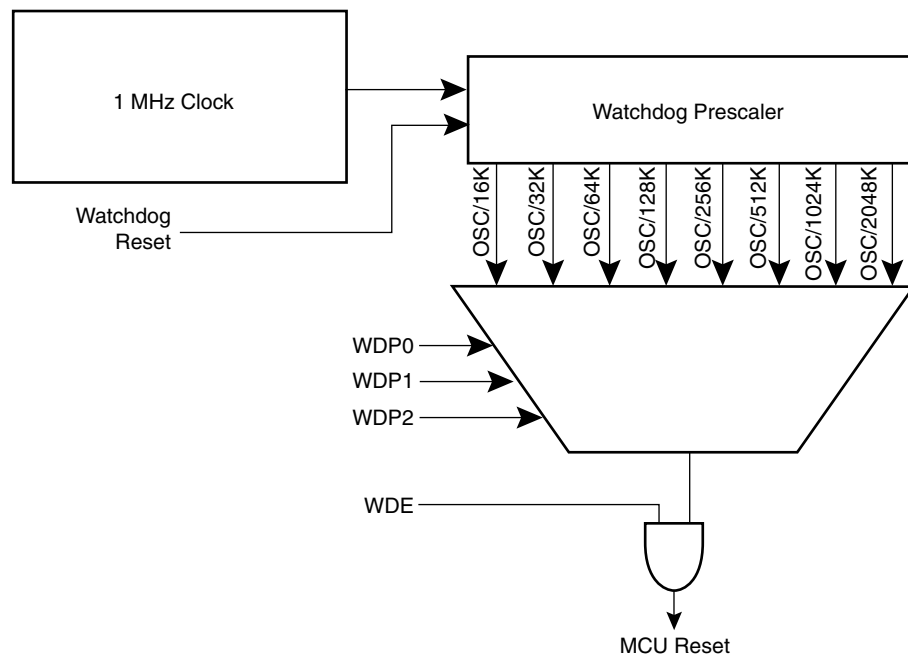 1 MHz Clock
Watchdog Prescaler
Watchdog
Reset
OSC/16K
OSC/32K
OSC/64K
OSC/128K
OSC/256K
OSC/512K
OSC/1024K
OSC/2048K
WDP0
WDP1
WDP2
WDE
MCU Reset